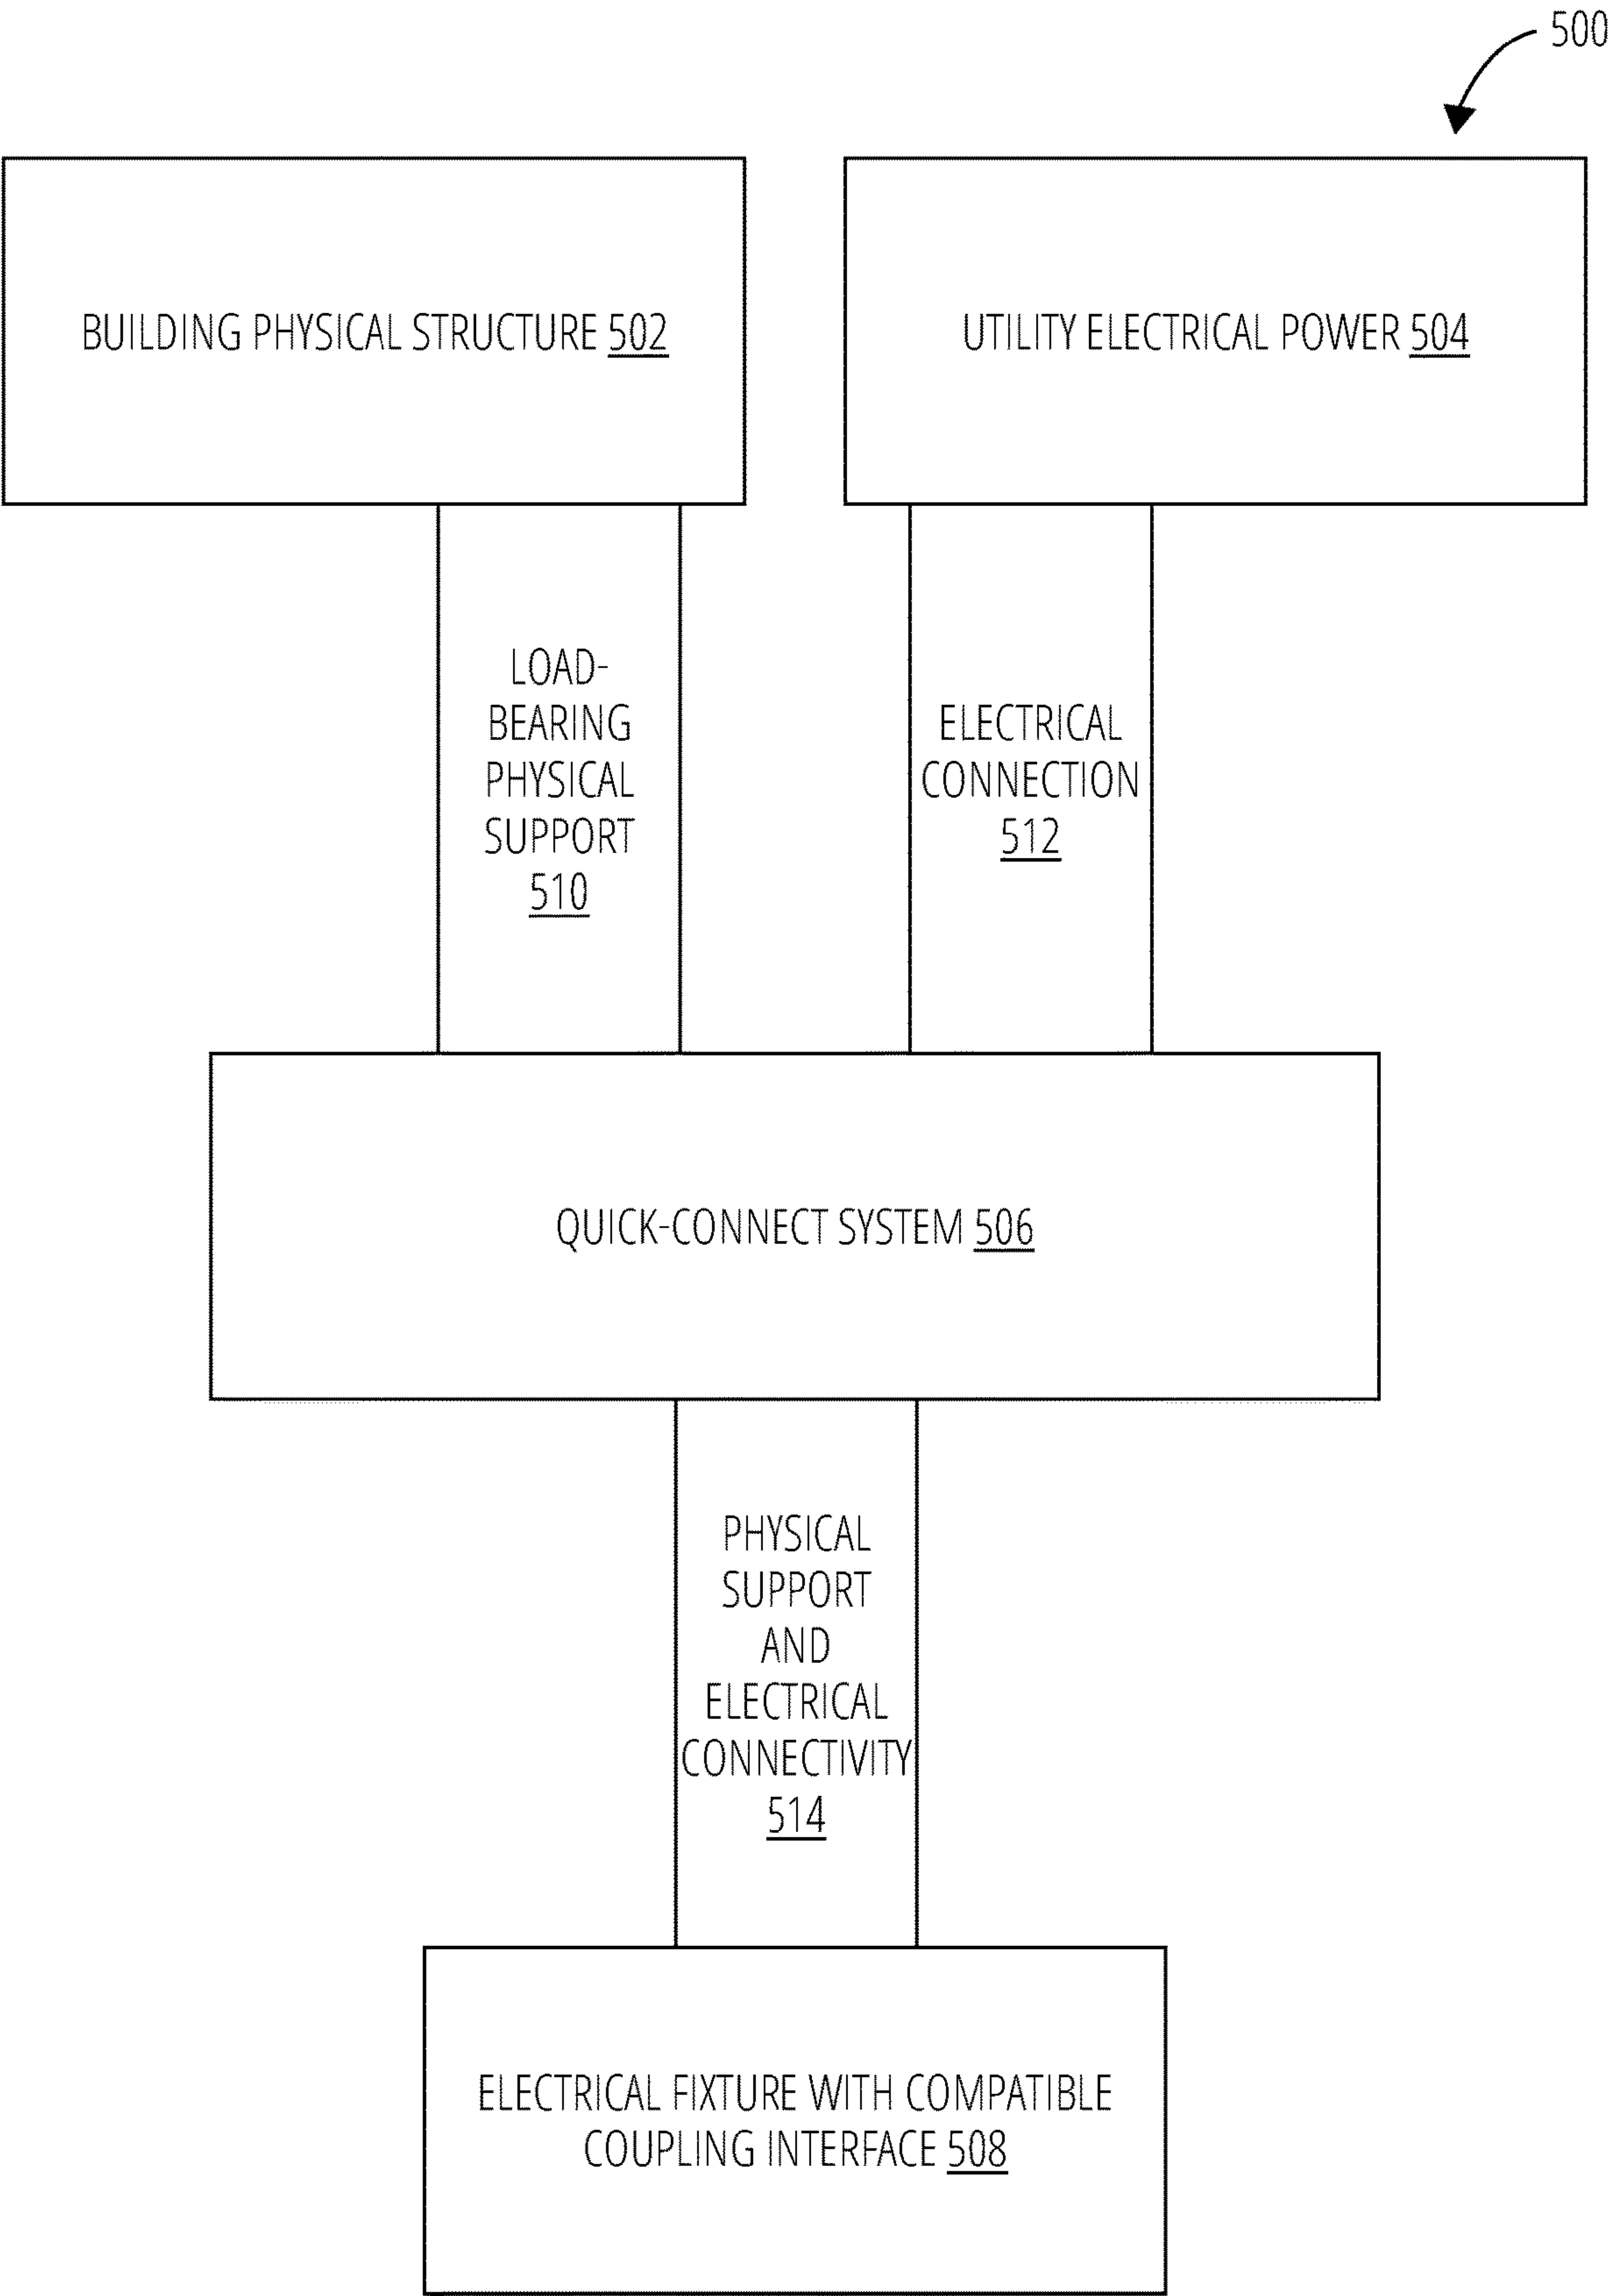 500
BUILDING PHYSICAL STRUCTURE 502
UTILITY ELECTRICAL POWER 504
LOAD-
BEARING
PHYSICAL
SUPPORT
510
ELECTRICAL
CONNECTION
512
QUICK-CONNECT SYSTEM 506
PHYSICAL
SUPPORT
AND
ELECTRICAL
CONNECTIVITY
514
ELECTRICAL FIXTURE WITH COMPATIBLE
COUPLING INTERFACE 508